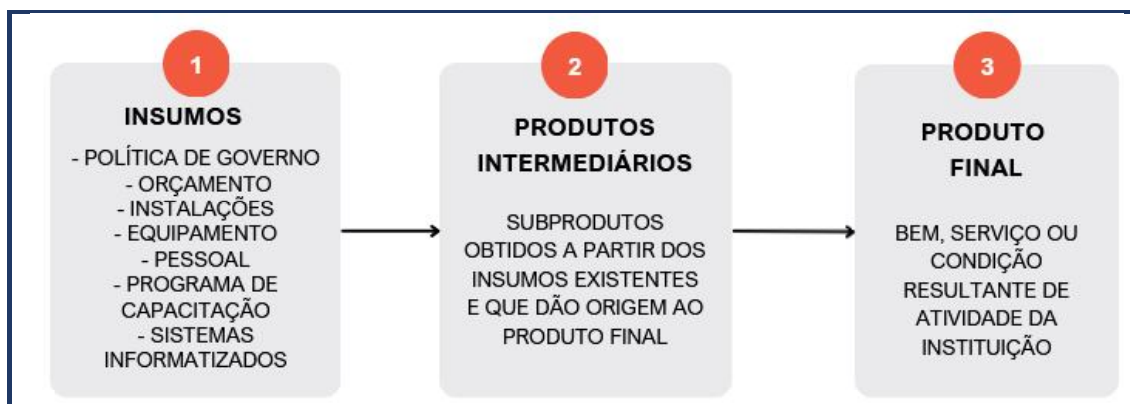 1
INSUMOS
- POLÍTICA DE GOVERNO
- ORÇAMENTO
- INSTALAÇÕES
- EQUIPAMENTO
- PESSOAL
- PROGRAMA DE
CAPACITAÇÃO
- SISTEMAS
INFORMATIZADOS
2
PRODUTOS
INTERMEDIÁRIOS
SUBPRODUTOS
OBTIDOS A PARTIR DOS
INSUMOS EXISTENTES
E QUE DÃO ORIGEM AO
PRODUTO FINAL
3
PRODUTO
FINAL
BEM, SERVIÇO OU
CONDIÇÃO
RESULTANTE DE
ATIVIDADE DA
INSTITUIÇÃO